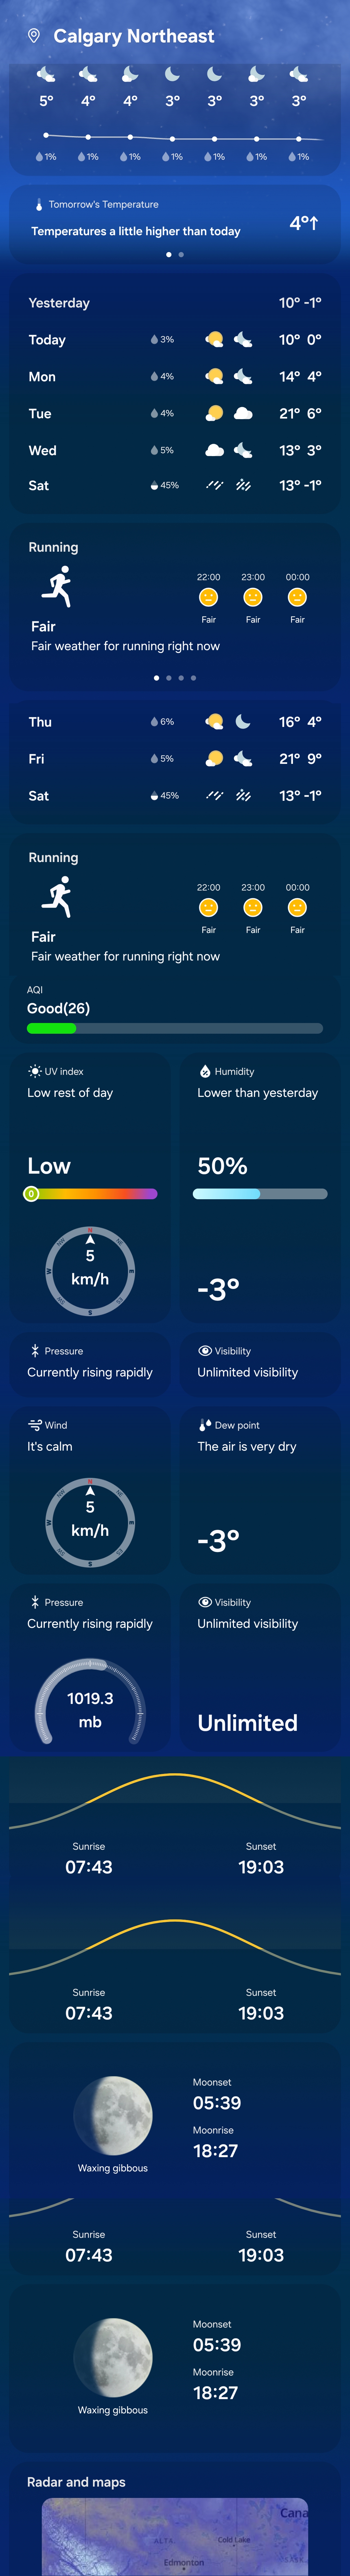 Calgary Northeast
5° 4° 4° 3° 3° 3° 3°
1% 1% 1% 1% 1% 1% 1%
Tomorrow's Temperature
Temperatures a little higher than today
4°↑
Yesterday 10° -1°
Today 3% 10° 0°
Mon 4% 14° 4°
Tue 4% 21° 6°
Wed 5% 13° 3°
Sat 45% 13° -1°
Running
22:00 23:00 00:00
Fair Fair Fair
Fair
Fair weather for running right now
Thu 6% 16° 4°
Fri 5% 21° 9°
Sat 45% 13° -1°
Running
22:00 23:00 00:00
Fair Fair Fair
Fair
Fair weather for running right now
AQI
Good(26)
UV index
Low rest of day
Low
0
N NE E S SW W NW
5
km/h
Humidity
Lower than yesterday
50%
-3°
Pressure
Currently rising rapidly
Visibility
Unlimited visibility
Wind
It's calm
N NE E S SW W NW
5
km/h
Dew point
The air is very dry
-3°
Pressure
Currently rising rapidly
1019.3
mb
Visibility
Unlimited visibility
Unlimited
Sunrise Sunset
07:43 19:03
Sunrise Sunset
07:43 19:03
Moonset
05:39
Moonrise
18:27
Waxing gibbous
Sunrise Sunset
07:43 19:03
Moonset
05:39
Moonrise
18:27
Waxing gibbous
Radar and maps
Cana
ALTA
Cold Lake
Edmonton